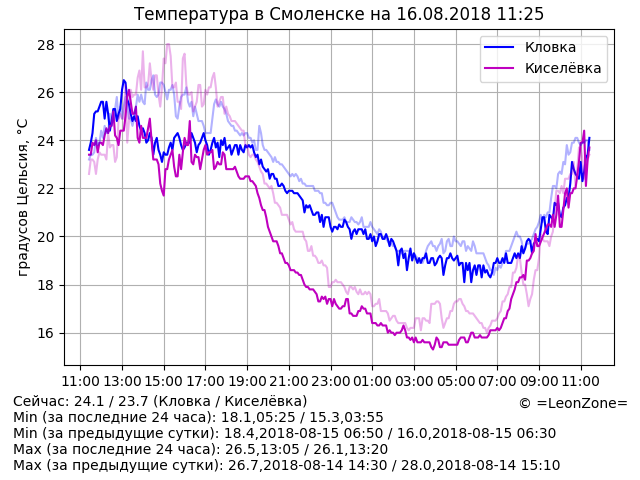 Температура в Смоленске на 16.08.2018 11:25
Кловка
Киселёвка
градусов Цельсия, °C
28
26
24
22
20
18
16
11:00 13:00 15:00 17:00 19:00 21:00 23:00 01:00 03:00 05:00 07:00 09:00 11:00
Сейчас: 24.1 / 23.7 (Кловка / Киселёвка)
© =LeonZone=
Min (за последние 24 часа): 18.1,05:25 / 15.3,03:55
Min (за предыдущие сутки): 18.4,2018-08-15 06:50 / 16.0,2018-08-15 06:30
Max (за последние 24 часа): 26.5,13:05 / 26.1,13:20
Max (за предыдущие сутки): 26.7,2018-08-14 14:30 / 28.0,2018-08-14 15:10